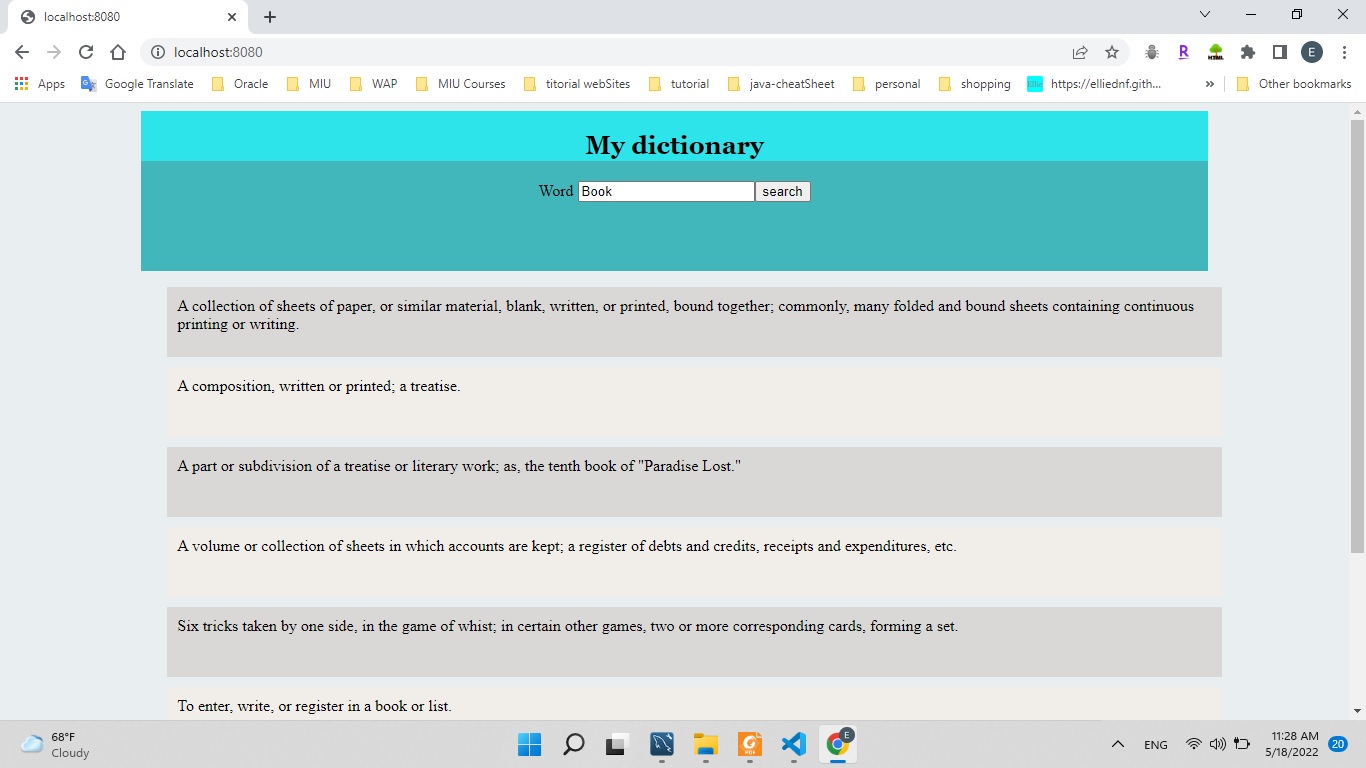 localhost:8080
localhost:8080
E
Apps Google Translate Oracle MIU WAP MIU Courses titorial webSites tutorial java-cheatSheet personal shopping Ellie https://elliednf.gith... » Other bookmarks
My dictionary
Word Book search
A collection of sheets of paper, or similar material, blank, written, or printed, bound together; commonly, many folded and bound sheets containing continuous
printing or writing.
A composition, written or printed; a treatise.
A part or subdivision of a treatise or literary work; as, the tenth book of "Paradise Lost."
A volume or collection of sheets in which accounts are kept; a register of debts and credits, receipts and expenditures, etc.
Six tricks taken by one side, in the game of whist; in certain other games, two or more corresponding cards, forming a set.
To enter, write, or register in a book or list.
68°F
Cloudy
PDF
E
ENG
11:28 AM
5/18/2022
20